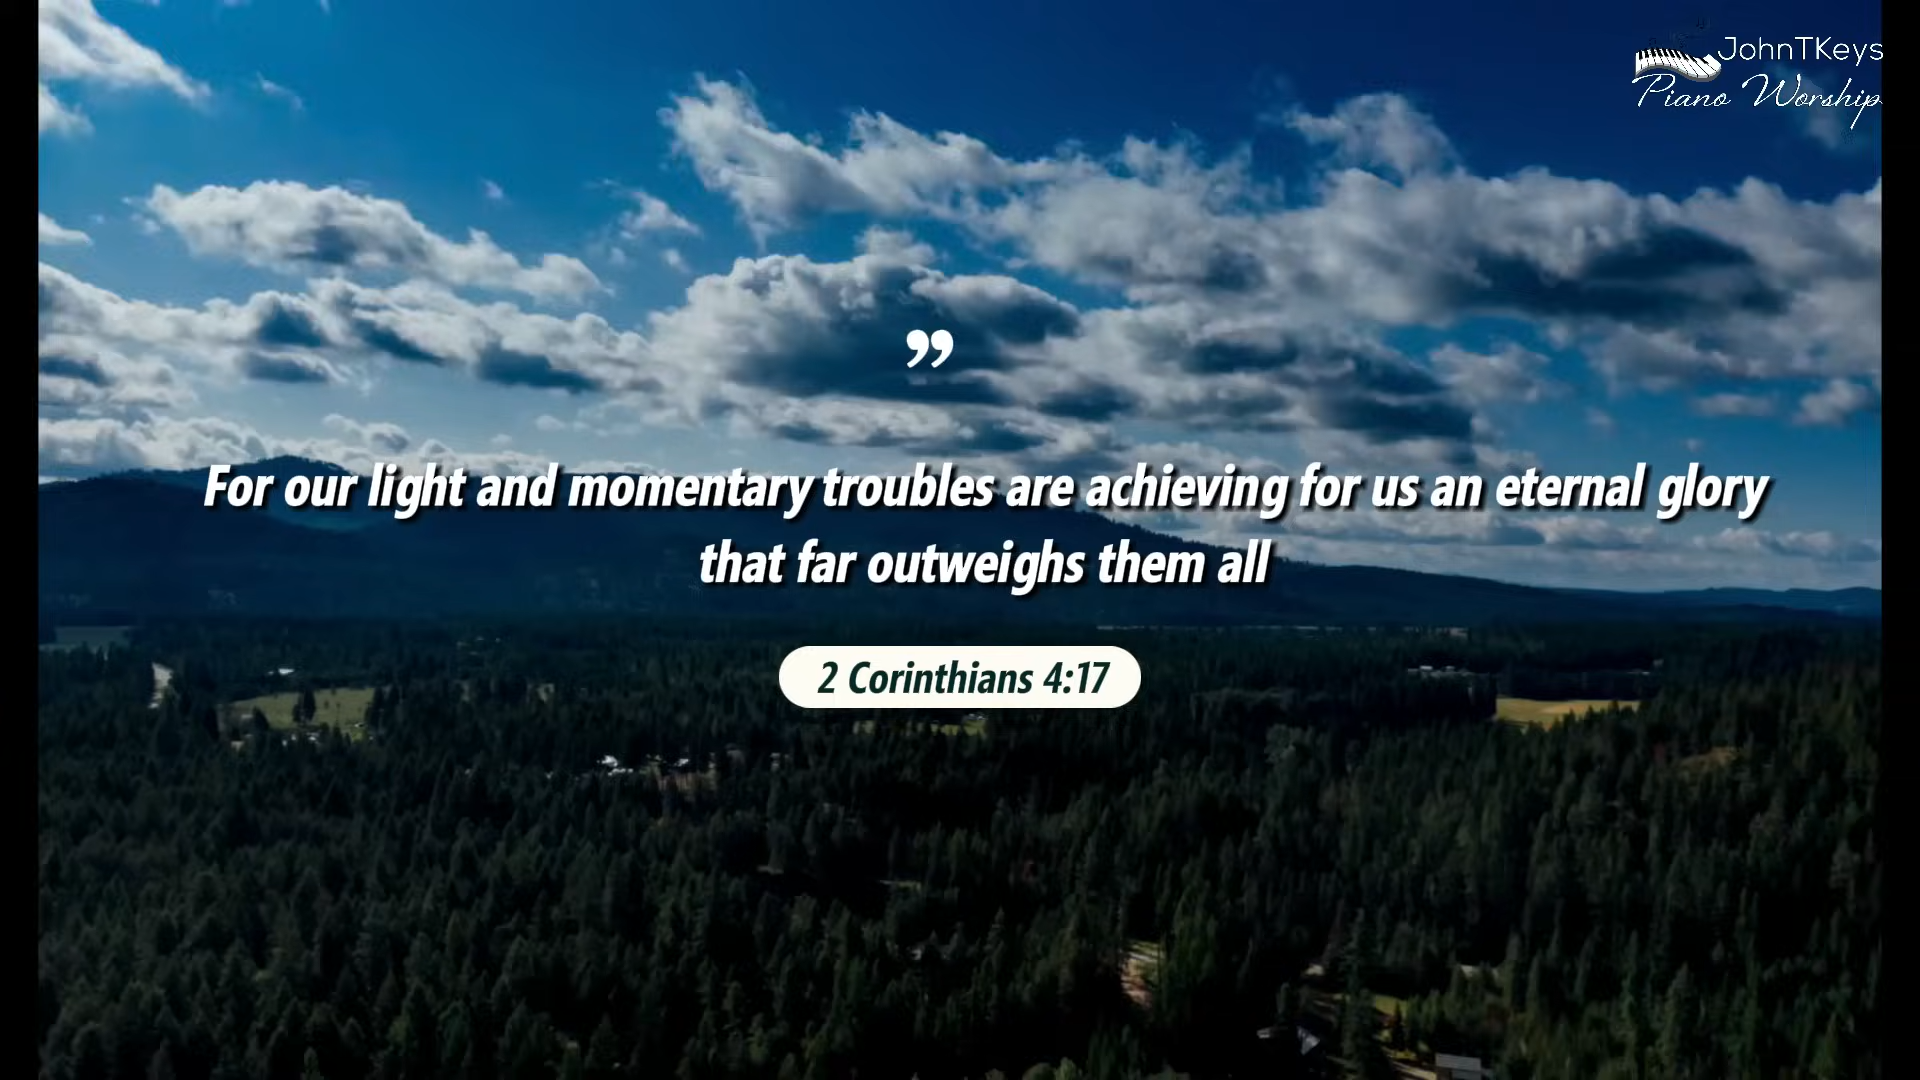 JohnTKeys
Piano Worship
”
For our light and momentary troubles are achieving for us an eternal glory
that far outweighs them all
2 Corinthians 4:17